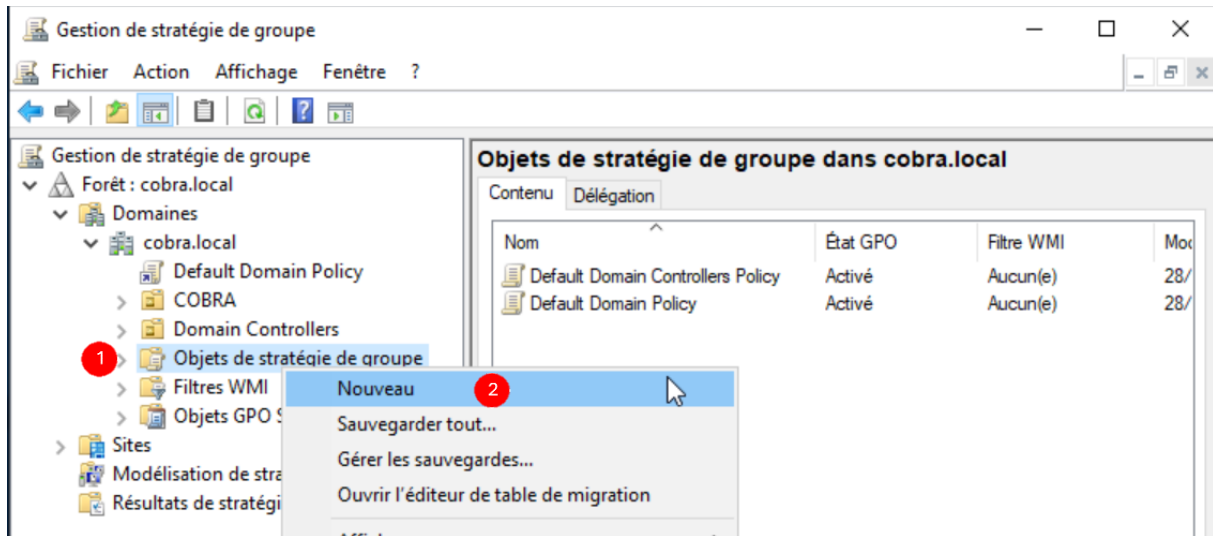 Gestion de stratégie de groupe
Fichier Action Affichage Fenêtre ?
Gestion de stratégie de groupe
Forêt : cobra.local
Domaines
cobra.local
Default Domain Policy
COBRA
Domain Controllers
1 Objets de stratégie de groupe
Filtres WMI
Objets GPO S
Sites
Modélisation de stra
Résultats de stratégi
Nouveau 2
Sauvegarder tout...
Gérer les sauvegardes...
Ouvrir l'éditeur de table de migration
Objets de stratégie de groupe dans cobra.local
Contenu Délégation
Nom État GPO Filtre WMI Moc
Default Domain Controllers Policy Activé Aucun(e) 28/
Default Domain Policy Activé Aucun(e) 28/